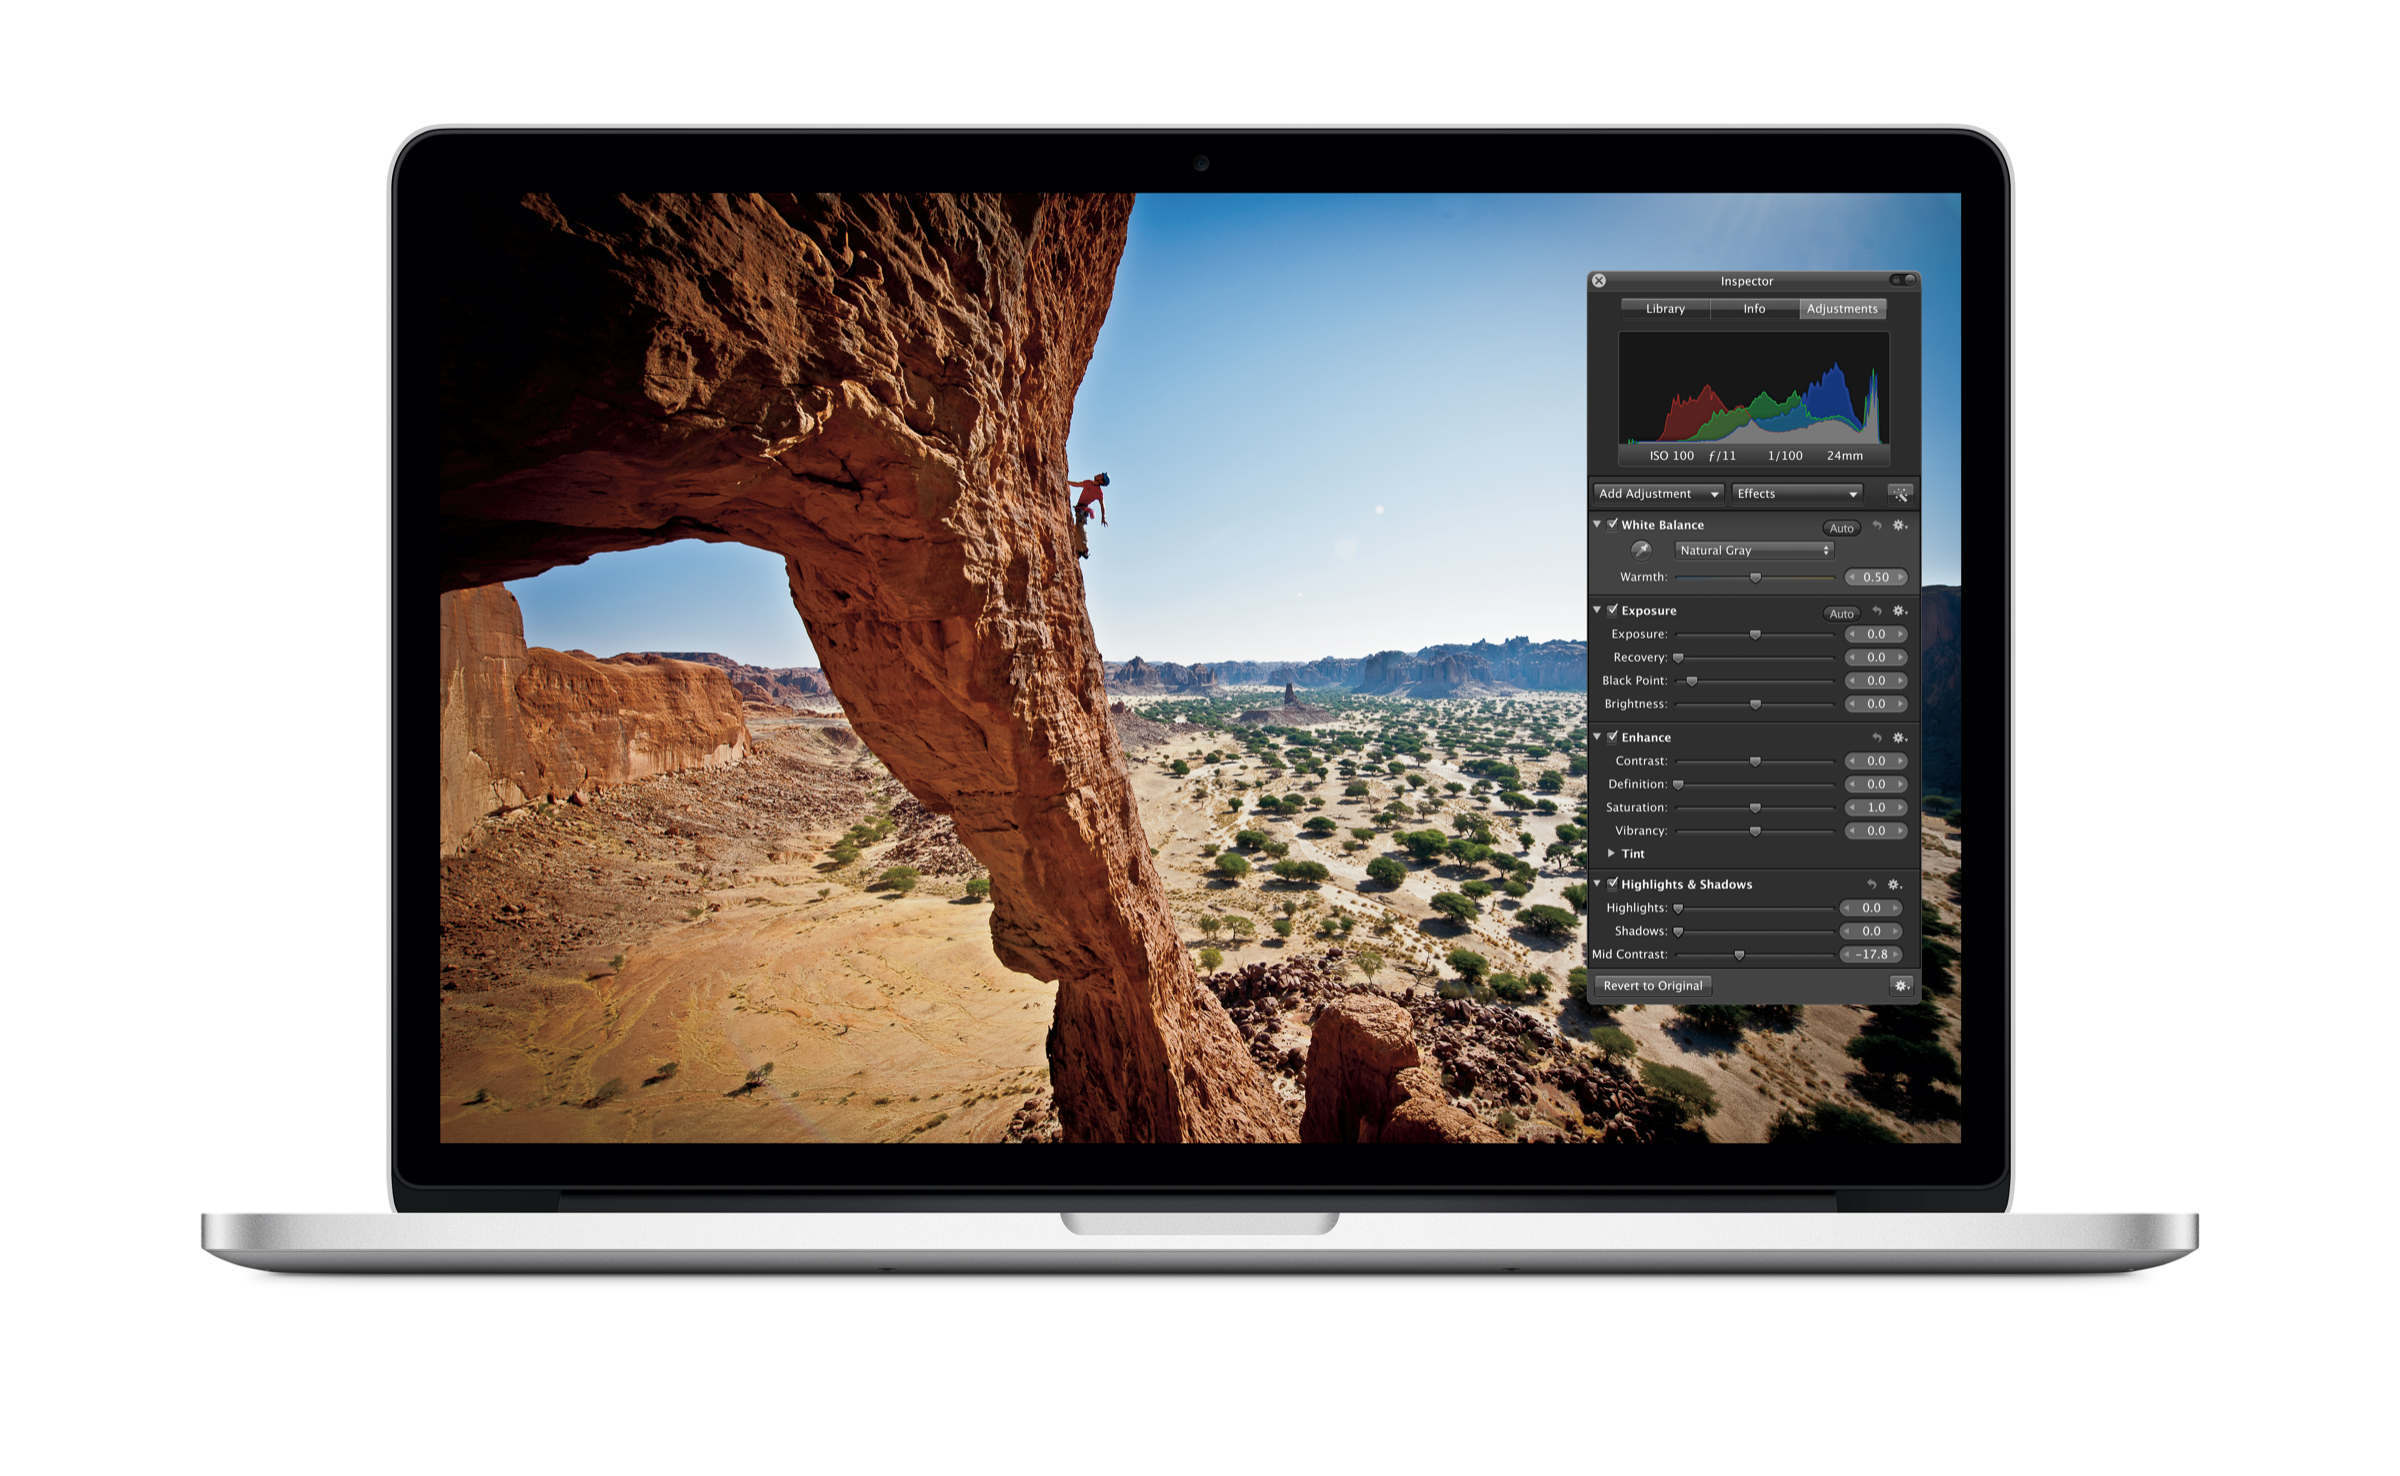 Inspector
Library Info Adjustments
ISO 100 ƒ/11 1/100 24mm
Add Adjustment Effects
White Balance Auto
Natural Gray
Warmth: 0.50
Exposure Auto
Exposure: 0.0
Recovery: 0.0
Black Point: 0.0
Brightness: 0.0
Enhance
Contrast: 0.0
Definition: 0.0
Saturation: 1.0
Vibrancy: 0.0
Tint
Highlights & Shadows
Highlights: 0.0
Shadows: 0.0
Mid Contrast: -17.8
Revert to Original